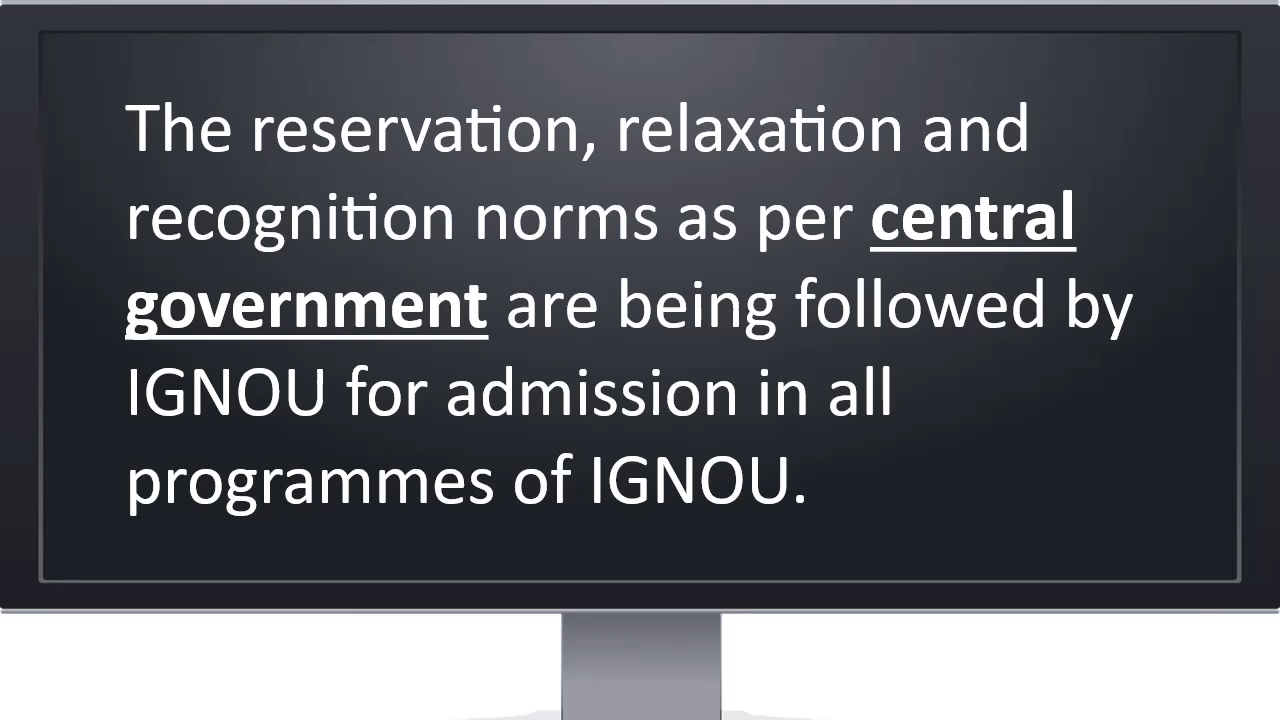 The reservation, relaxation and
recognition norms as per central
government are being followed by
IGNOU for admission in all
programmes of IGNOU.